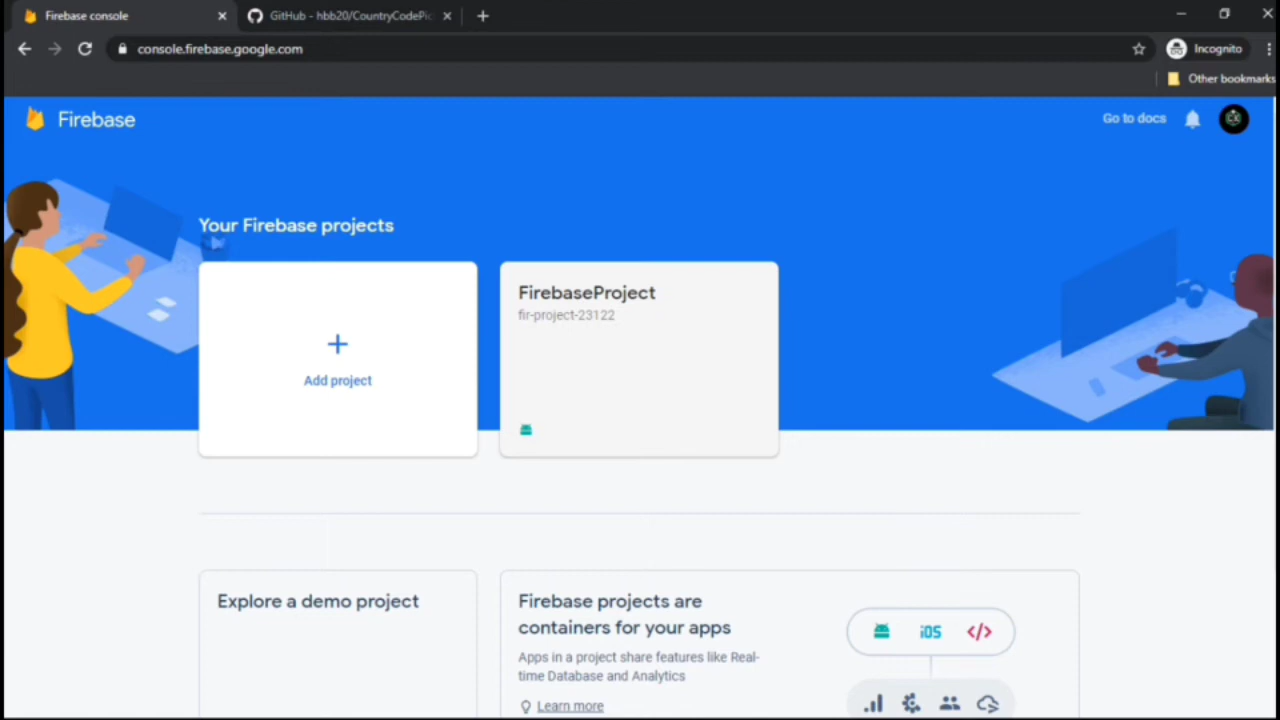 Firebase console
GitHub - hbb20/CountryCodePic
console.firebase.google.com
Incognito
Other bookmarks
Firebase
Go to docs
Your Firebase projects
Add project
FirebaseProject
fir-project-23122
Explore a demo project
Firebase projects are
containers for your apps
Apps in a project share features like Real-
time Database and Analytics
Learn more
iOS